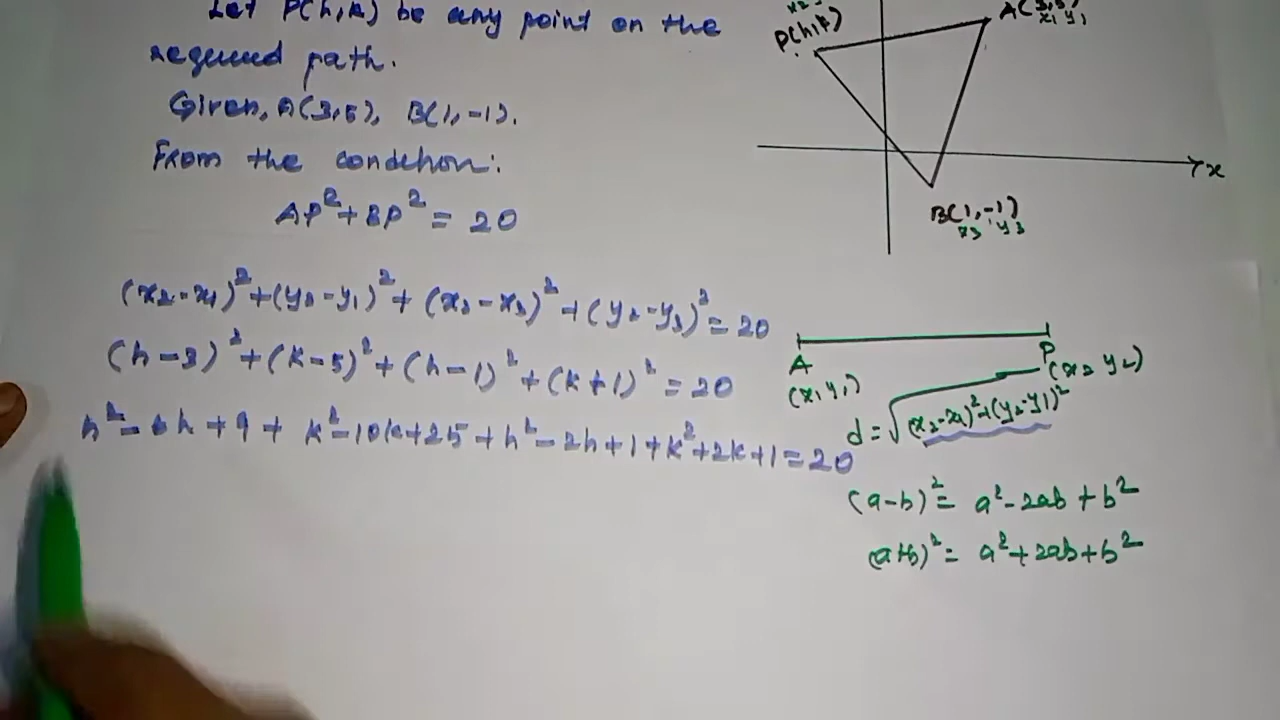 Let P(h,k) be any point on the
required path.
Given, A(3,5), B(1,-1).
From the condition:
AP²+BP² = 20
(x₂-x₁)²+(y₂-y₁)²+(x₂-x₃)²+(y₂-y₃)²=20
(h-3)²+(k-5)²+(h-1)²+(k+1)²=20
h²-6h+9+k²-10k+25+h²-2h+1+k²+2k+1=20
P(h,k)
x₁ y₁
x
B(1,-1)
x₃ y₃
A
(x₁ y₁)
P
(x₂ y₂)
d=√(x₂-x₁)²+(y₂-y₁)²
(a-b)²= a²-2ab+b²
(a+b)²= a²+2ab+b²